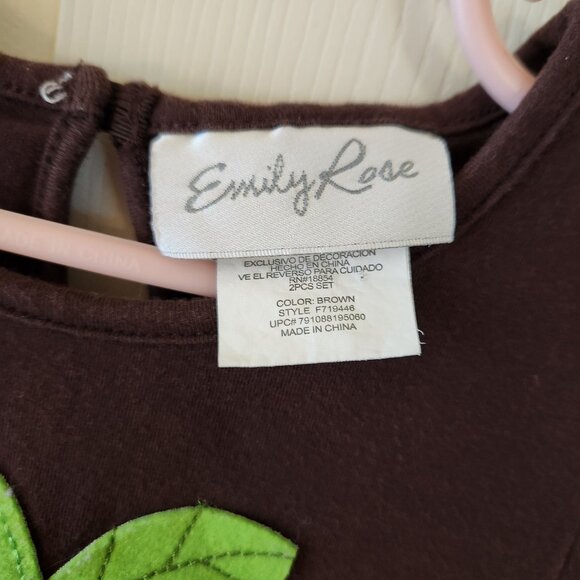 Emily Rose
EXCLUSIVO DE DECORACION
HECHO EN CHINA
VE EL REVERSO PARA CUIDADO
RN#18854
2PCS SET
COLOR: BROWN
STYLE F719446
UPC# 791088195060
MADE IN CHINA